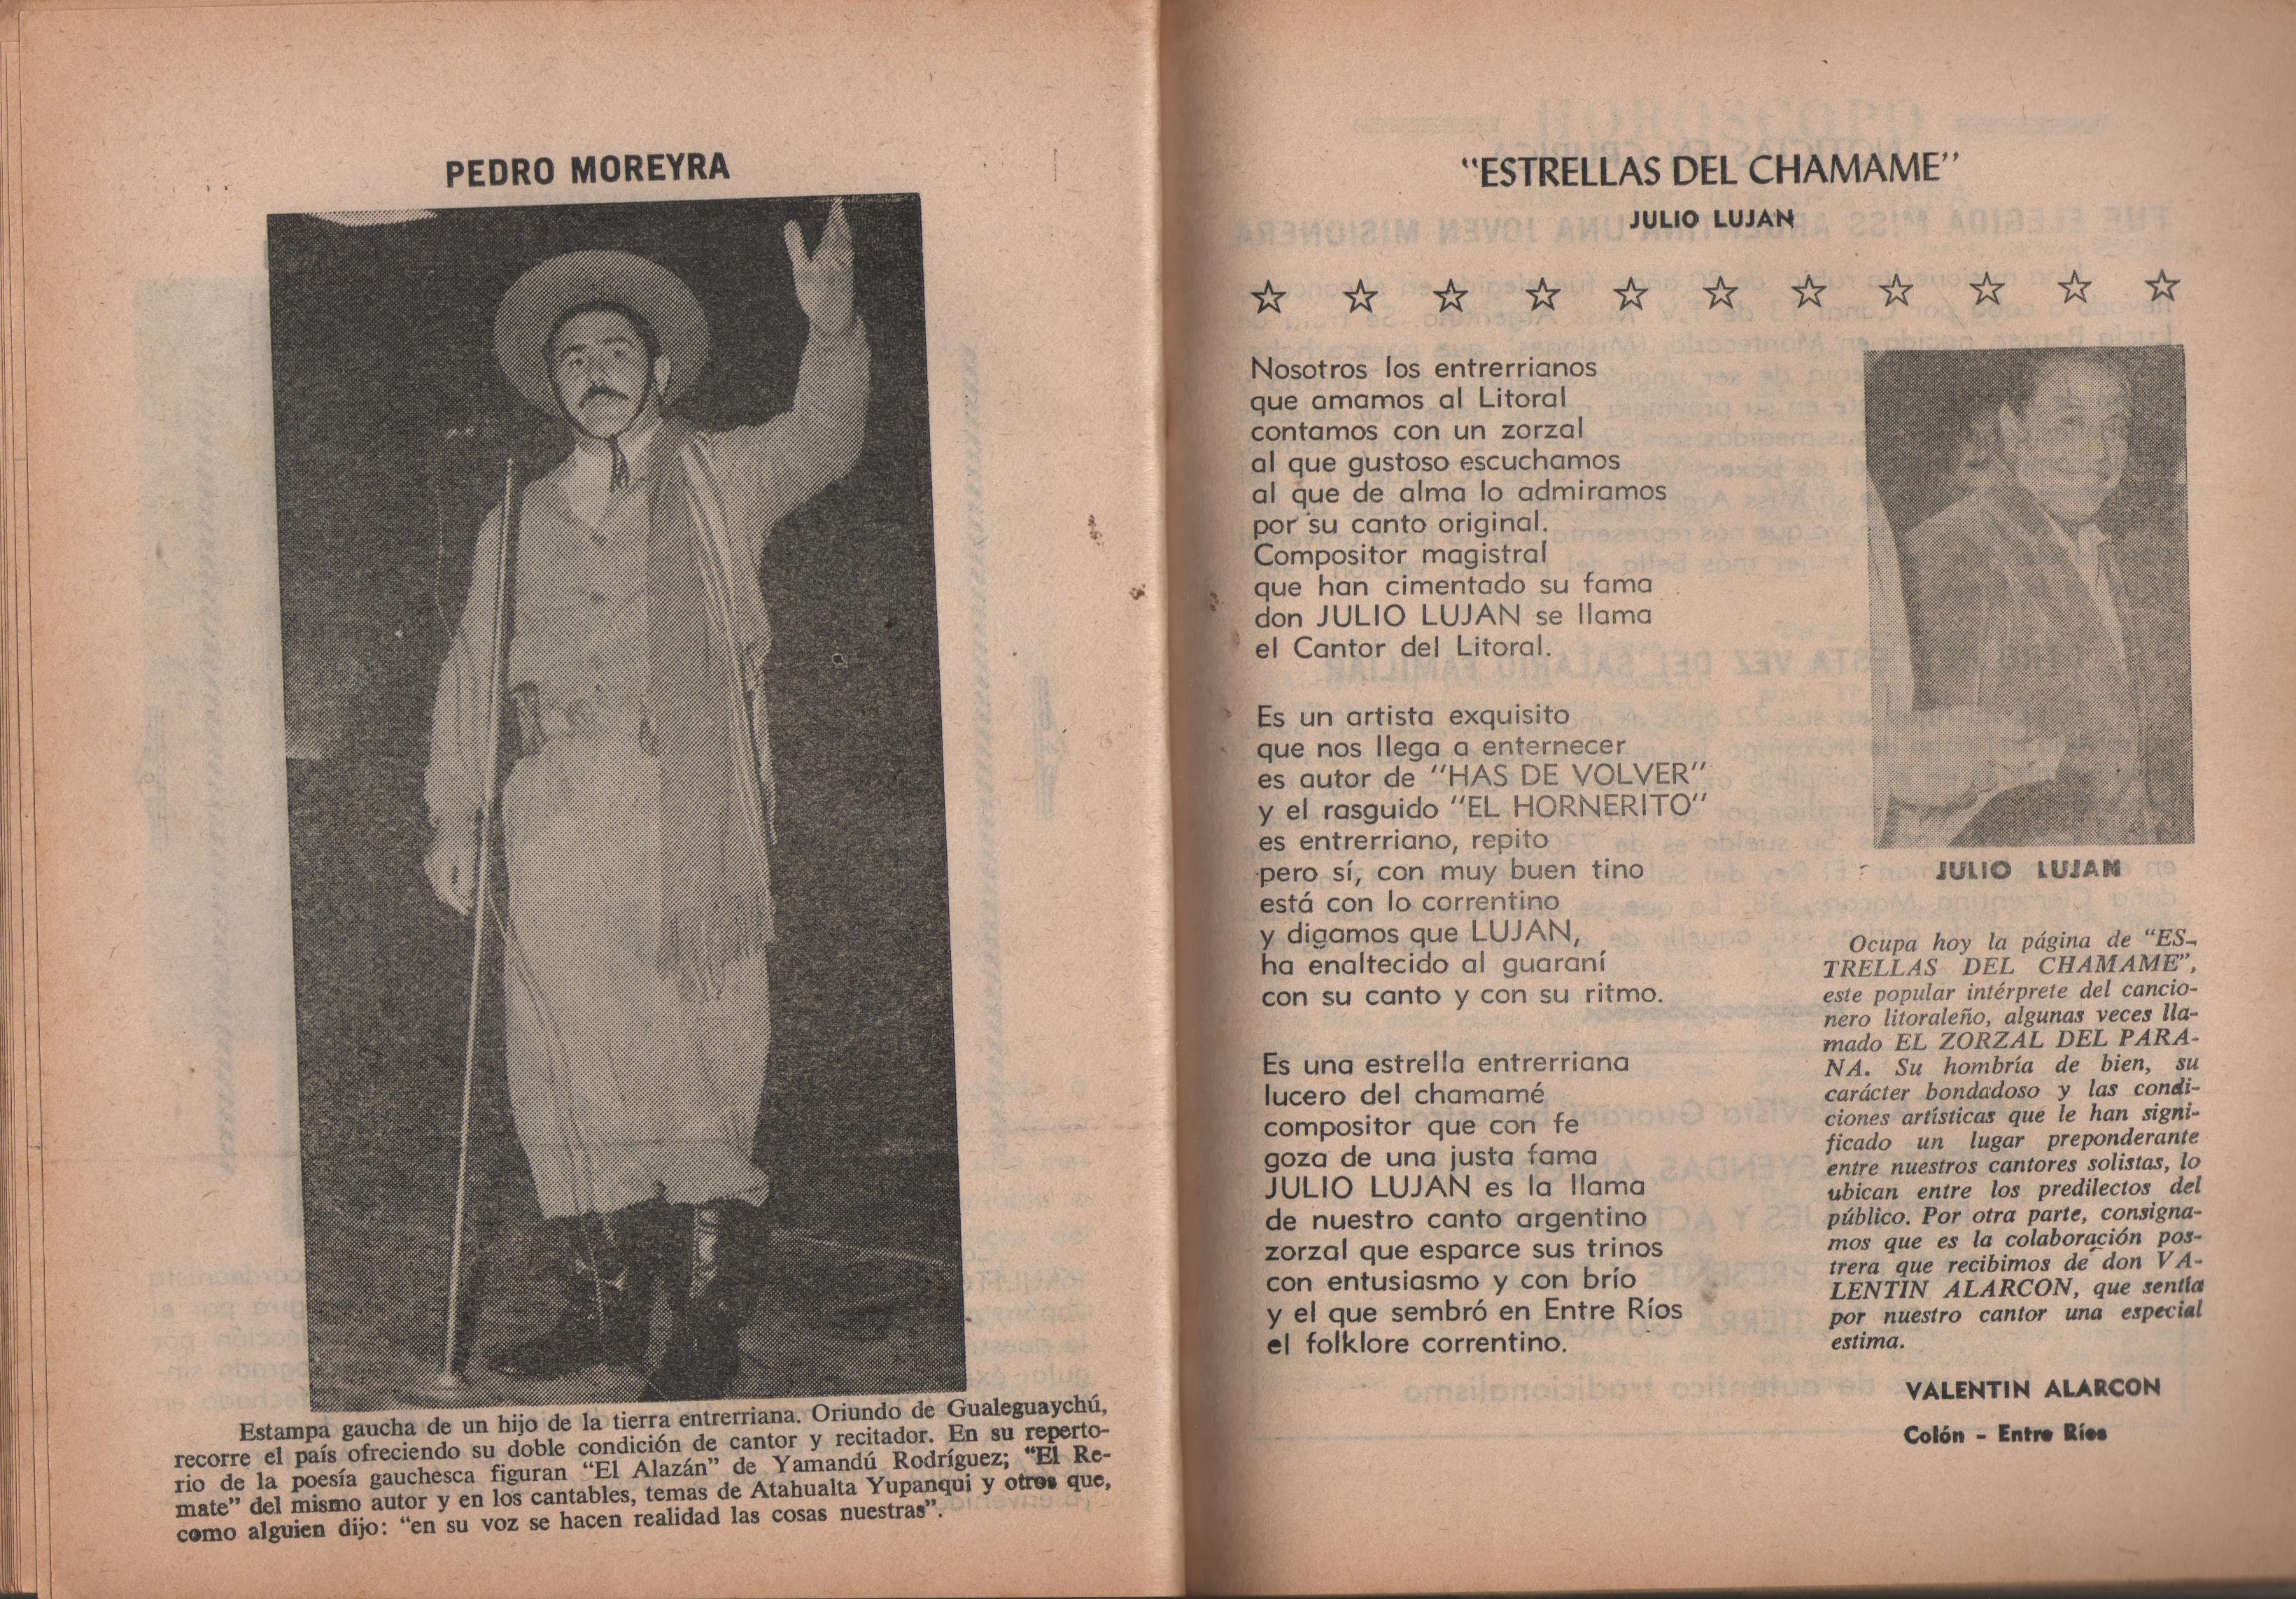 PEDRO MOREYRA
Estampa gaucha de un hijo de la tierra entrerriana. Oriundo de Gualeguaychú,
recorre el país ofreciendo su doble condición de cantor y recitador. En su reperto-
rio de la poesía gauchesca figuran “El Alazán” de Yamandú Rodríguez; “El Re-
mate” del mismo autor y en los cantables, temas de Atahualta Yupanqui y otros que,
como alguien dijo: “en su voz se hacen realidad las cosas nuestras”.
“ESTRELLAS DEL CHAMAME”
JULIO LUJAN
Nosotros los entrerrianos
que amamos al Litoral
contamos con un zorzal
al que gustoso escuchamos
al que de alma lo admiramos
por su canto original.
Compositor magistral
que han cimentado su fama
don JULIO LUJAN se llama
el Cantor del Litoral.
Es un artista exquisito
que nos llega a enternecer
es autor de “HAS DE VOLVER”
y el rasguido “EL HORNERITO”
es entrerriano, repito
pero sí, con muy buen tino
está con lo correntino
y digamos que LUJAN,
ha enaltecido al guaraní
con su canto y con su ritmo.
Es una estrella entrerriana
lucero del chamamé
compositor que con fe
goza de una justa fama
JULIO LUJAN es la llama
de nuestro canto argentino
zorzal que esparce sus trinos
con entusiasmo y con brío
y el que sembró en Entre Ríos
el folklore correntino.
JULIO LUJAN
Ocupa hoy la página de “ES-
TRELLAS DEL CHAMAME”,
este popular intérprete del cancio-
nero litoraleño, algunas veces lla-
mado EL ZORZAL DEL PARA-
NA. Su hombría de bien, su
carácter bondadoso y las condi-
ciones artísticas que le han signi-
ficado un lugar preponderante
entre nuestros cantores solistas, lo
ubican entre los predilectos del
público. Por otra parte, consigna-
mos que es la colaboración pos-
trera que recibimos de don VA-
LENTIN ALARCON, que sentía
por nuestro cantor una especial
estima.
VALENTIN ALARCON
Colón - Entre Ríos